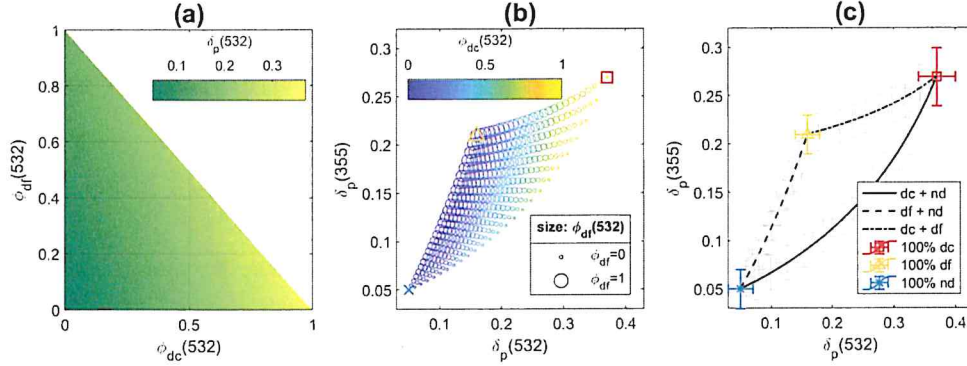 (a)
δp(532)
0.1 0.2 0.3
1
0.8
0.6
0.4
0.2
0
ϕdf(532)
0 0.5 1
ϕdc(532)
(b)
ϕdc(532)
0 0.5 1
0.3
0.25
0.2
0.15
0.1
0.05
δp(355)
size: ϕdf(532)
ϕdf=0
ϕdf=1
0.1 0.2 0.3 0.4
δp(532)
(c)
0.3
0.25
0.2
0.15
0.1
0.05
δp(355)
dc + nd
df + nd
dc + df
100% dc
100% df
100% nd
0.1 0.2 0.3 0.4
δp(532)